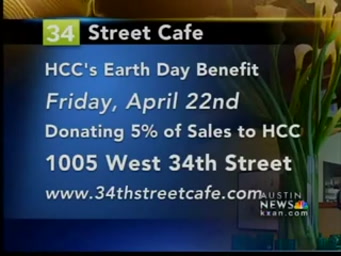 34 Street Cafe
HCC's Earth Day Benefit
Friday, April 22nd
Donating 5% of Sales to HCC
1005 West 34th Street
www.34thstreetcafe.com
AUSTIN
NEWS
kxan.com